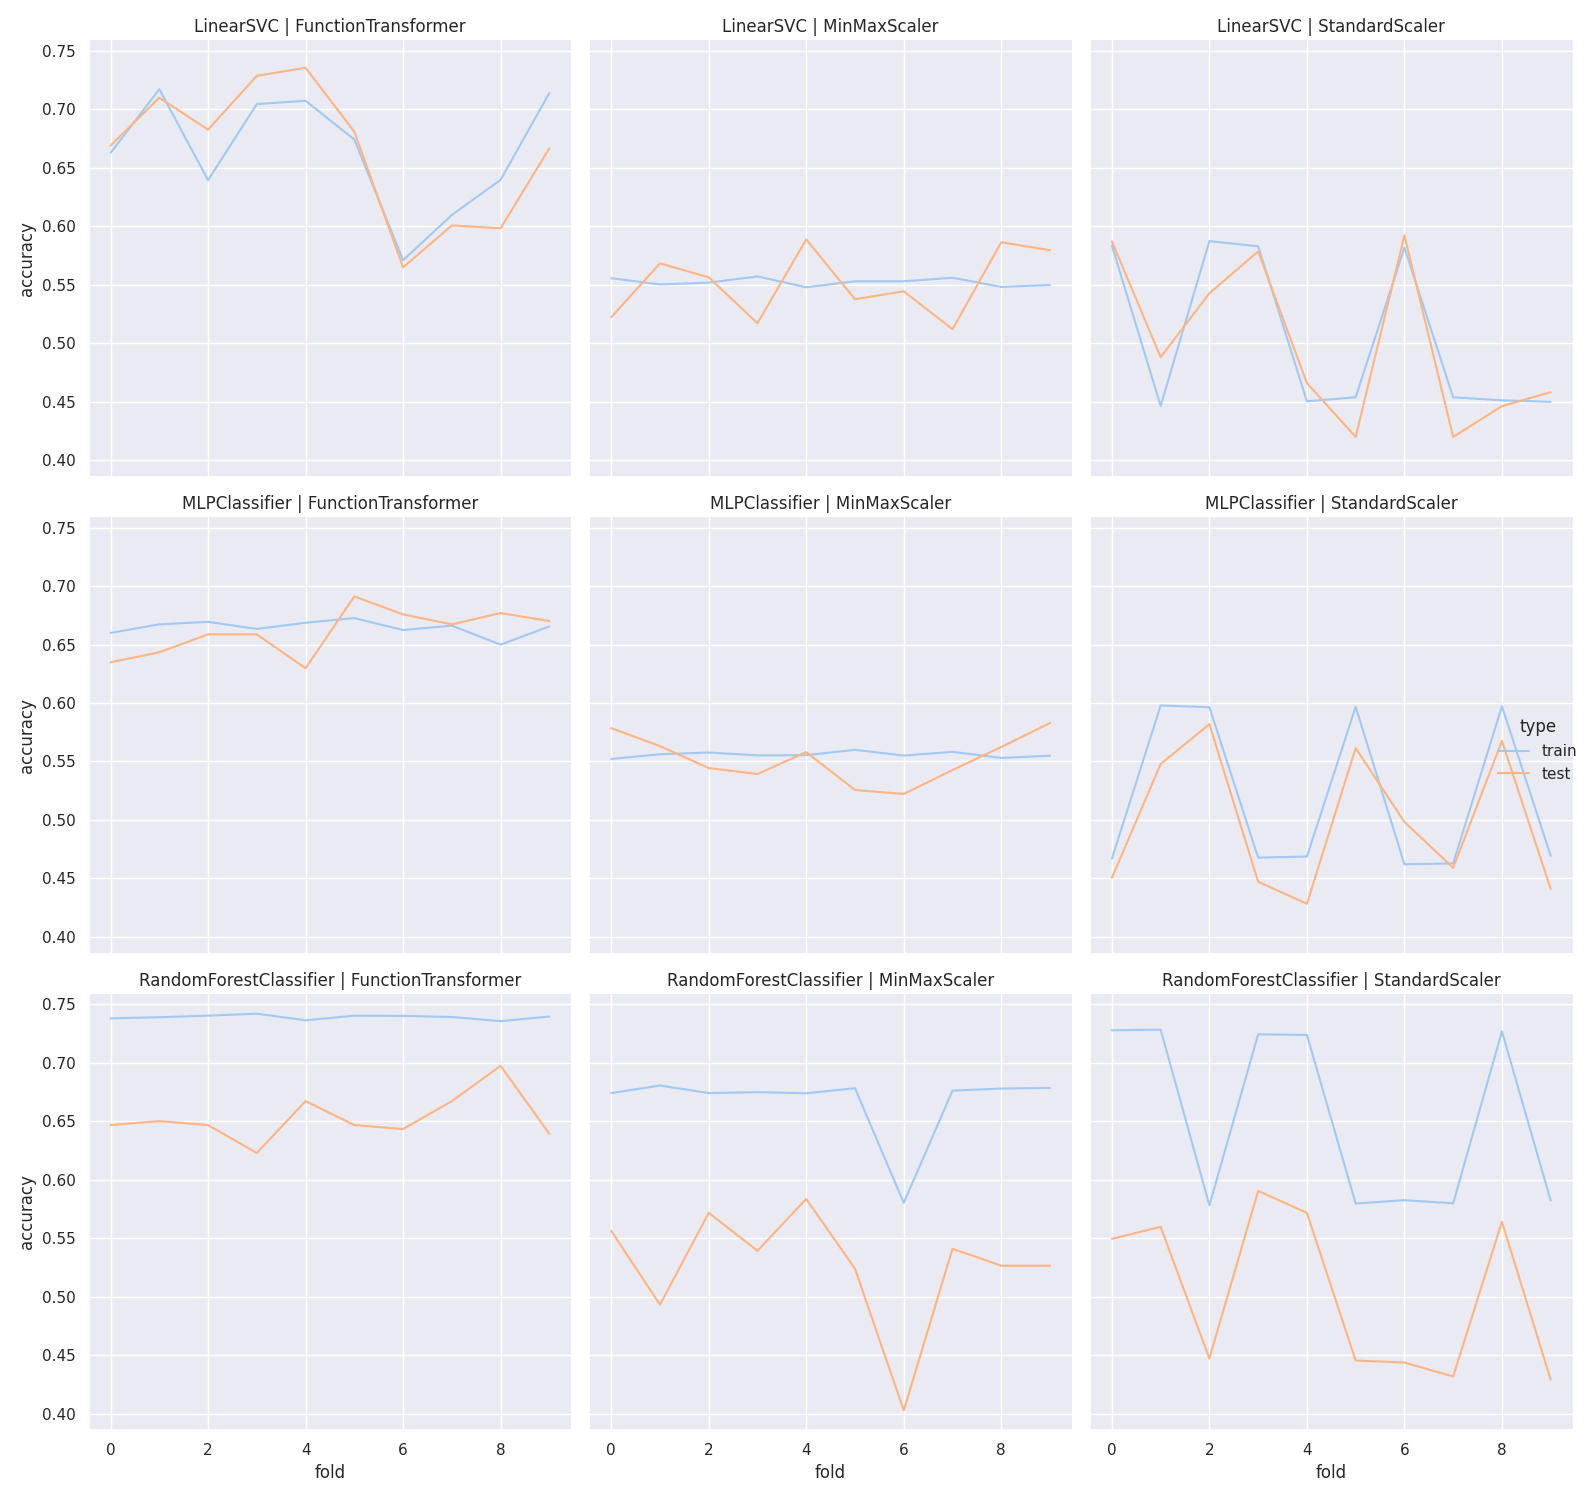 LinearSVC | FunctionTransformer
LinearSVC | MinMaxScaler
LinearSVC | StandardScaler
0.75
0.70
0.65
0.60
0.55
0.50
0.45
0.40
accuracy
MLPClassifier | FunctionTransformer
MLPClassifier | MinMaxScaler
MLPClassifier | StandardScaler
0.75
0.70
0.65
0.60
0.55
0.50
0.45
0.40
accuracy
type
train
test
RandomForestClassifier | FunctionTransformer
RandomForestClassifier | MinMaxScaler
RandomForestClassifier | StandardScaler
0.75
0.70
0.65
0.60
0.55
0.50
0.45
0.40
accuracy
0 2 4 6 8
0 2 4 6 8
0 2 4 6 8
fold
fold
fold